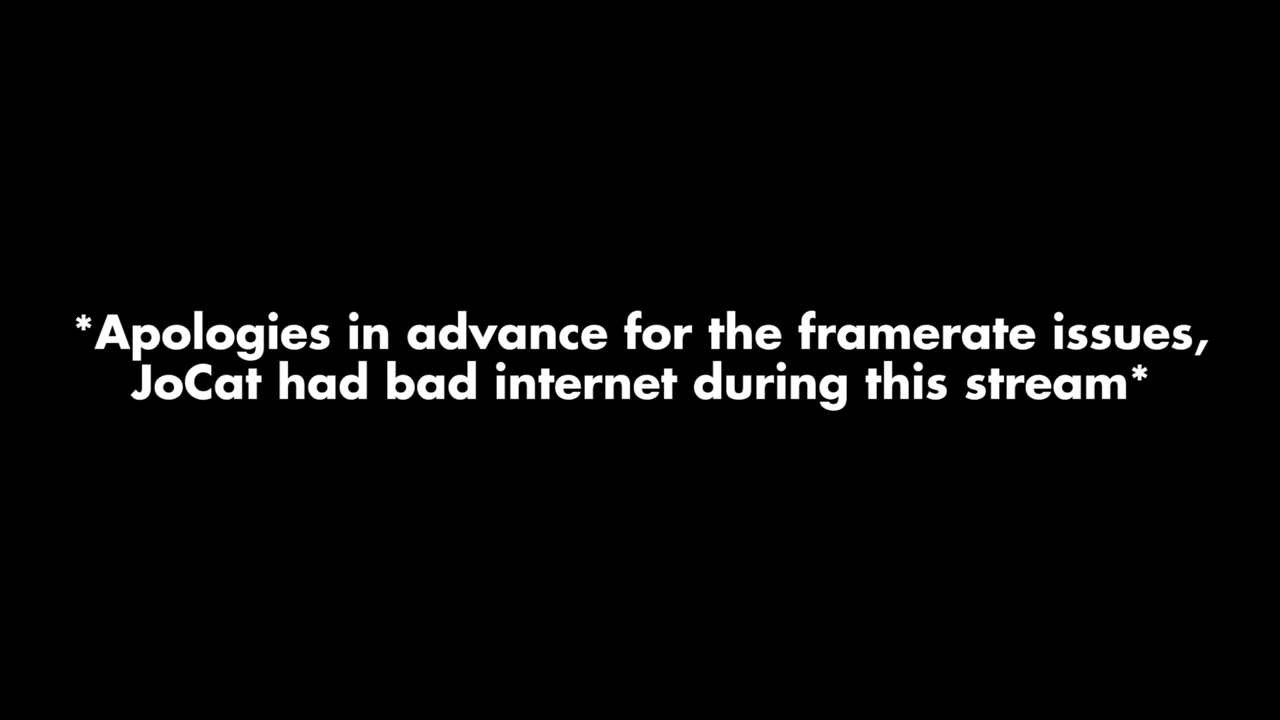 *Apologies in advance for the framerate issues,
JoCat had bad internet during this stream*